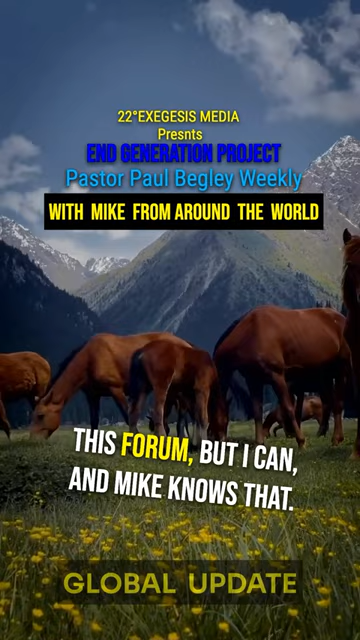 22°EXEGESIS MEDIA
Presnts
END GENERATION PROJECT
Pastor Paul Begley Weekly
WITH MIKE FROM AROUND THE WORLD
THIS FORUM, BUT I CAN,
AND MIKE KNOWS THAT.
GLOBAL UPDATE